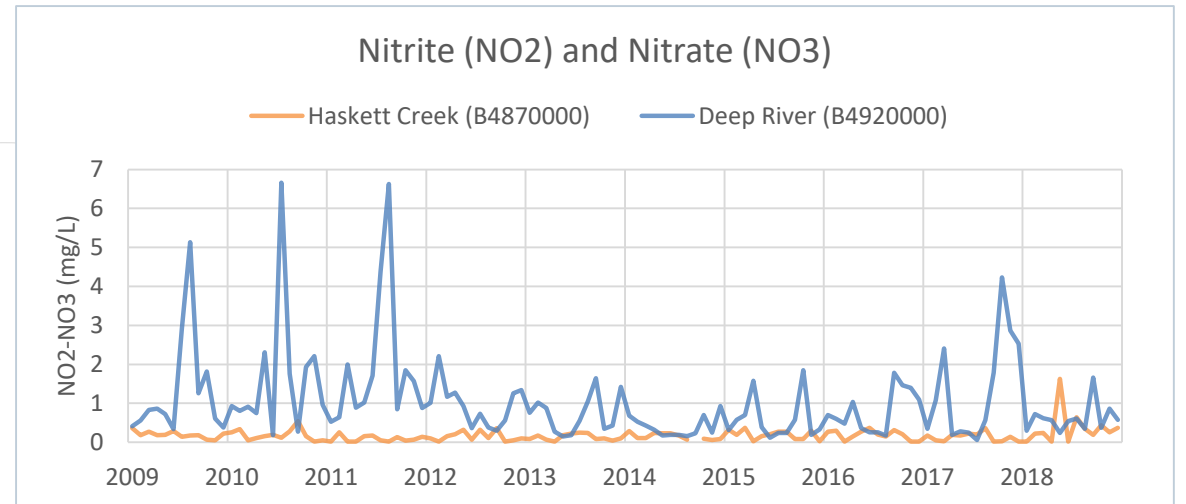 Nitrite (NO2) and Nitrate (NO3)
Haskett Creek (B4870000) Deep River (B4920000)
NO2-NO3 (mg/L)
7
6
5
4
3
2
1
0
2009 2010 2011 2012 2013 2014 2015 2016 2017 2018